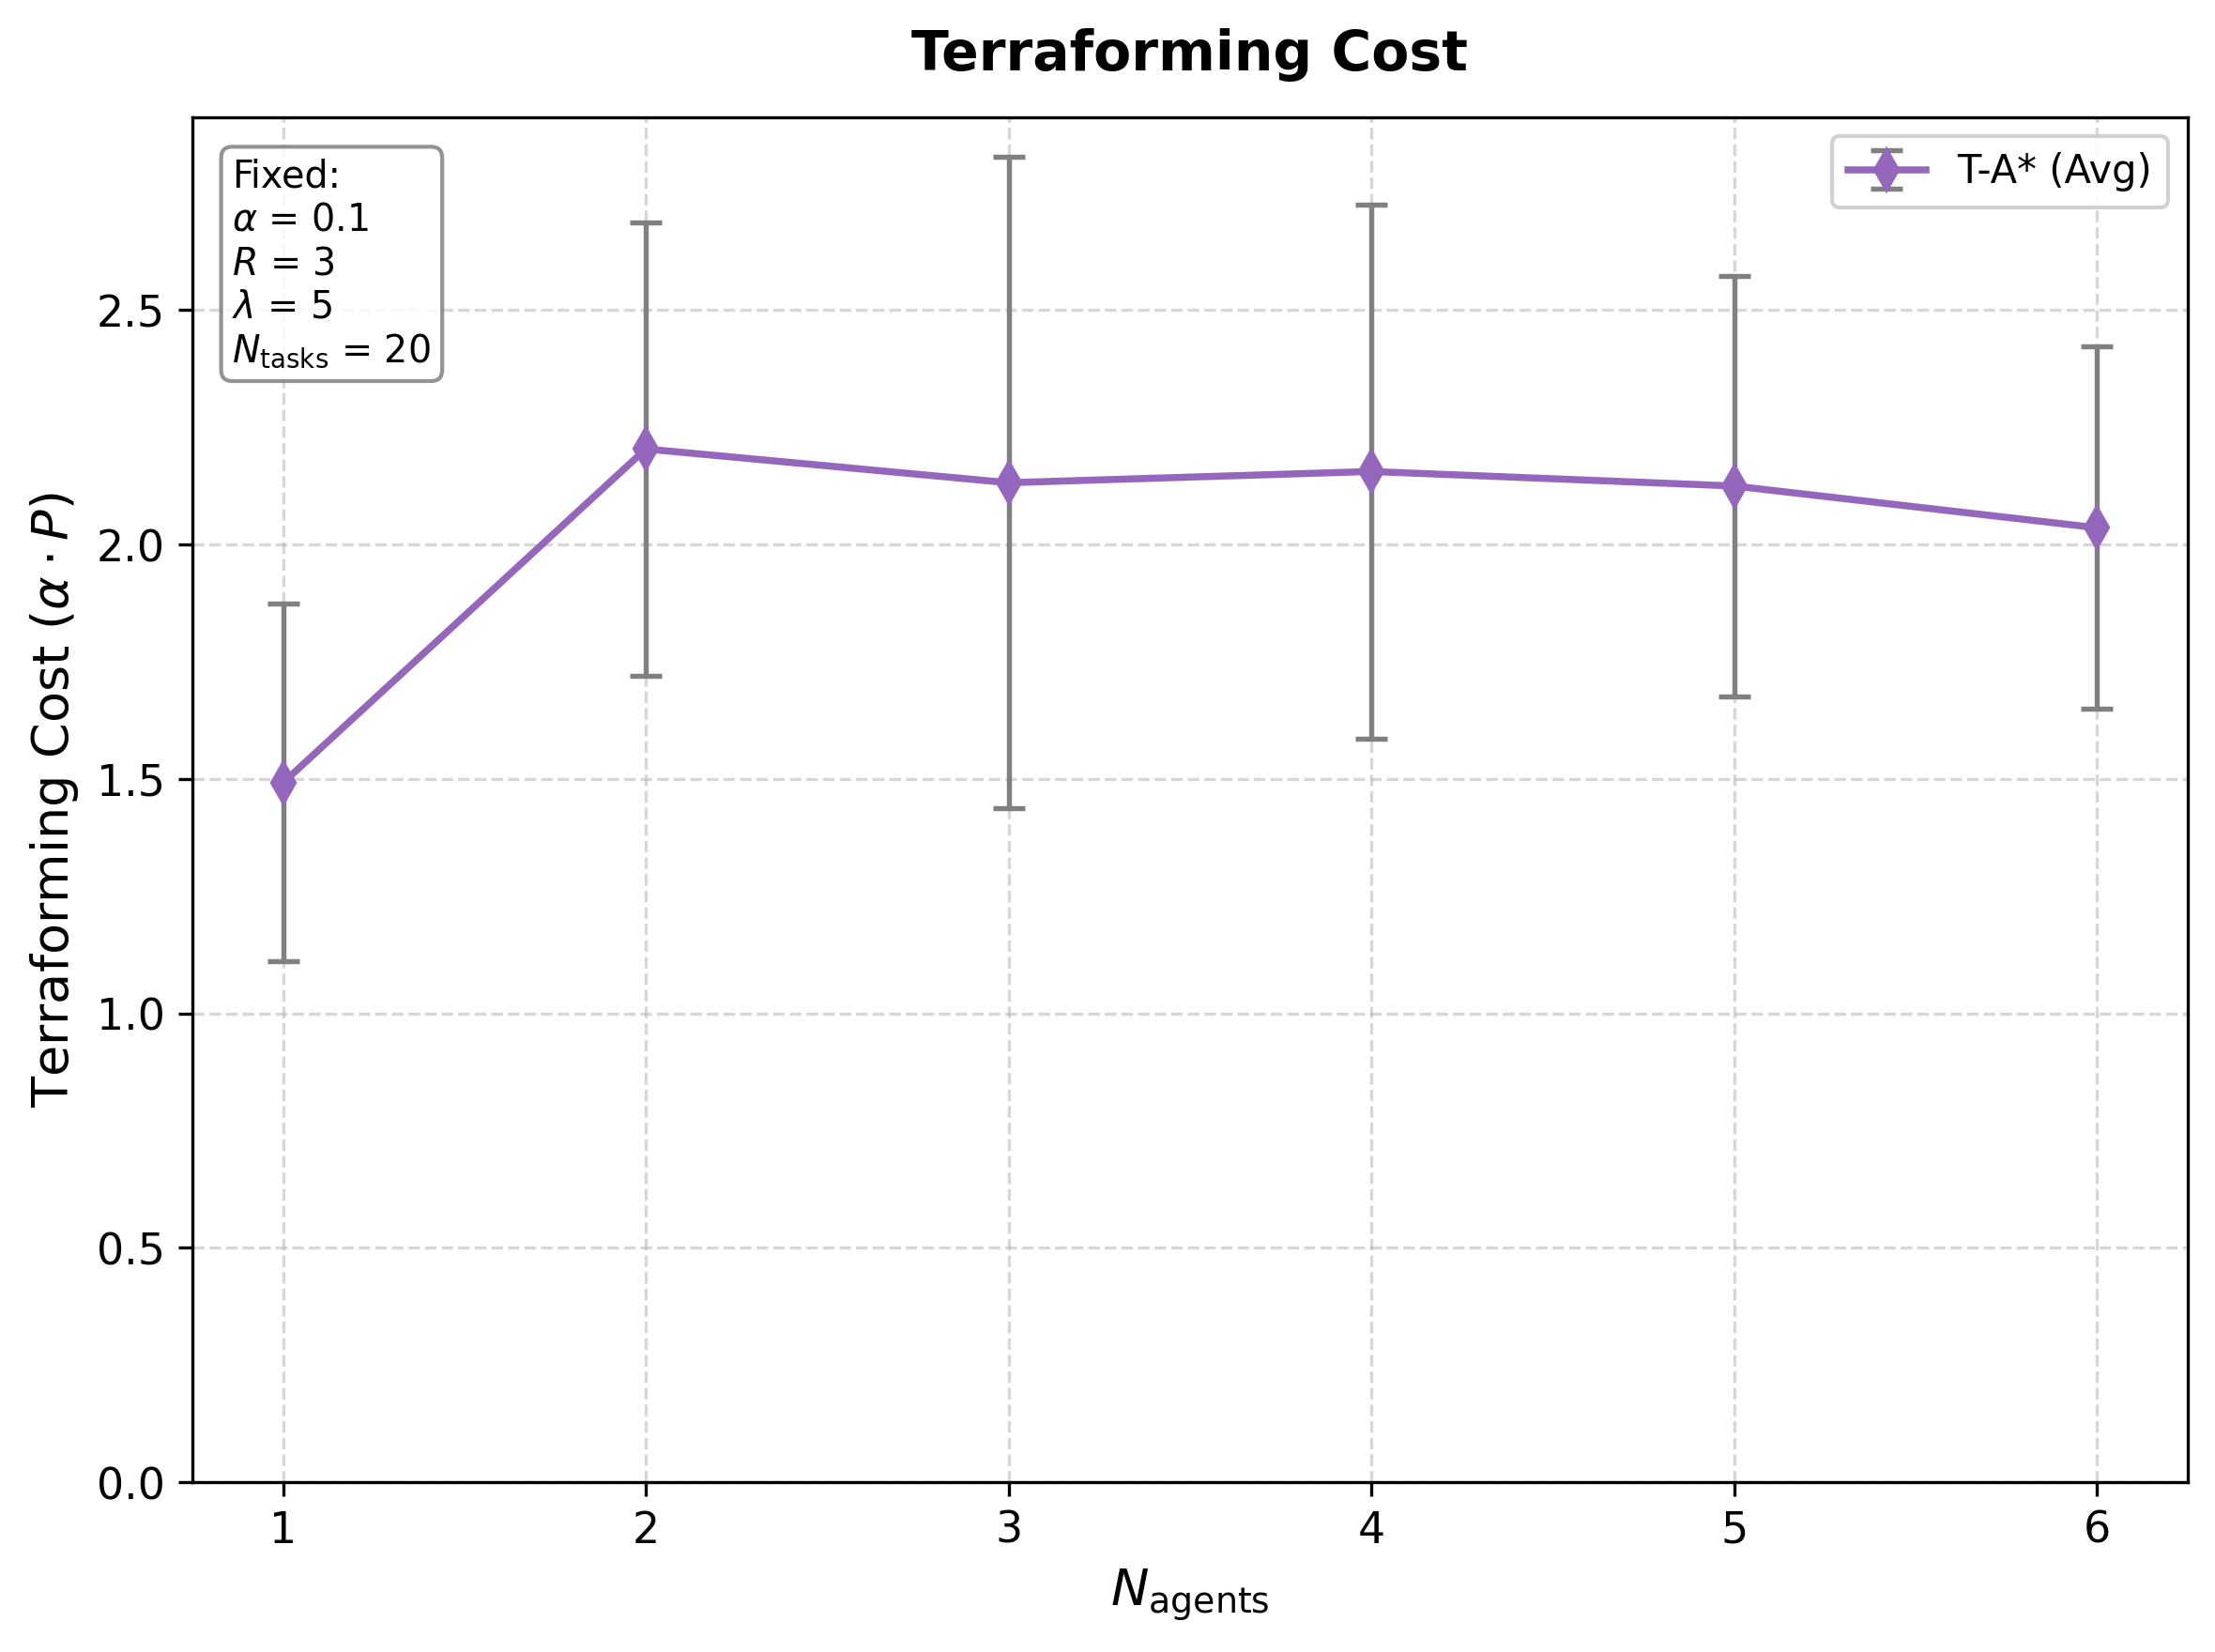 Terraforming Cost
Fixed:
α = 0.1
R = 3
λ = 5
N_tasks = 20
T-A* (Avg)
Terraforming Cost (α · P)
2.5
2.0
1.5
1.0
0.5
0.0
1 2 3 4 5 6
N_agents